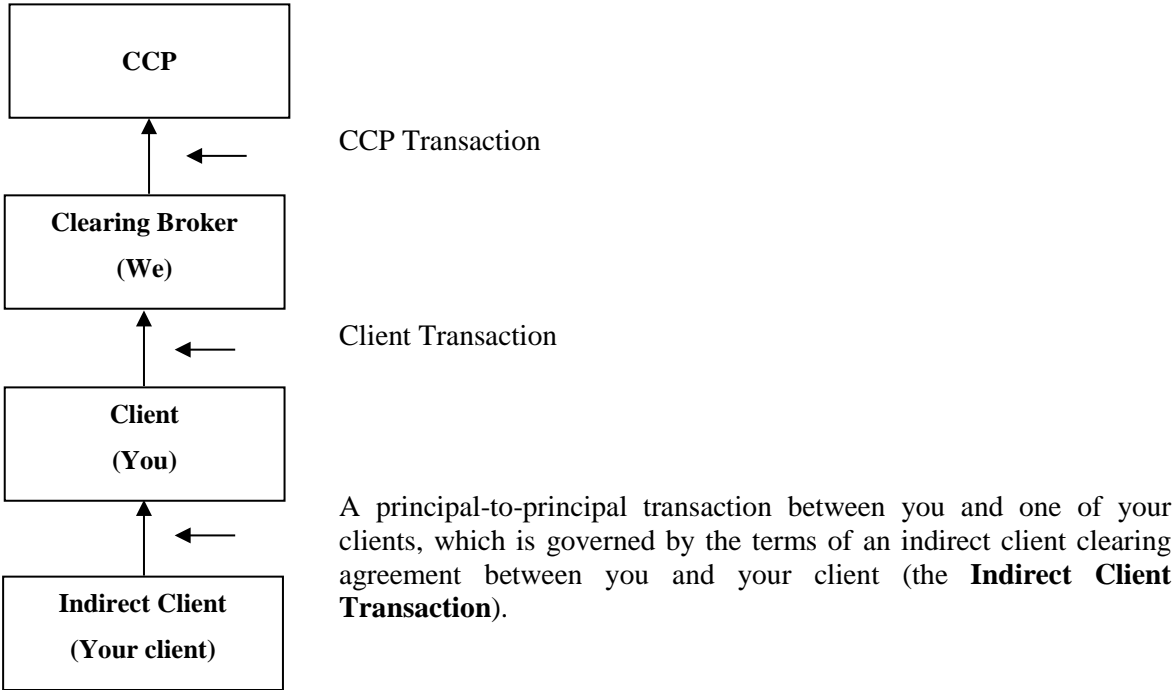 CCP
CCP Transaction
Clearing Broker
(We)
Client Transaction
Client
(You)
A principal-to-principal transaction between you and one of your
clients, which is governed by the terms of an indirect client clearing
agreement between you and your client (the Indirect Client
Transaction).
Indirect Client
(Your client)